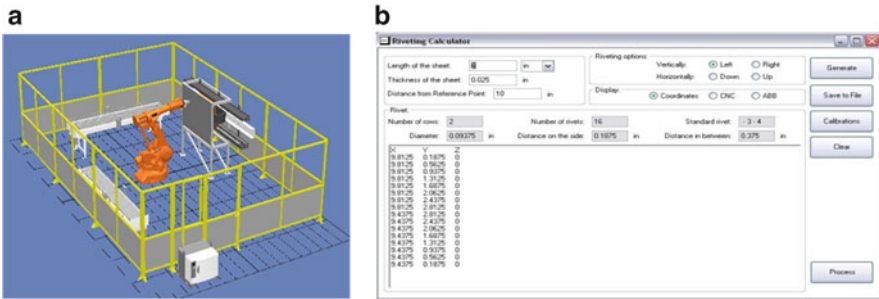 a
b
Riveting Calculator
Length of the sheet: 6 in
Thickness of the sheet: 0.025 in
Distance from Reference Point: 10 in
Riveting options:
Vertically: Left Right
Horizontally: Down Up
Display: Coordinates CNC ABB
Generate
Save to File
Calibrations
Clear
Rivet:
Number of rows: 2 Number of rivets: 16 Standard rivet: - 3 - 4
Diameter: 0.09375 in Distance on the side: 0.1875 in Distance in between: 0.375 in
X Y Z
9.8125 0.1875 0
9.8125 0.5625 0
9.8125 0.9375 0
9.8125 1.3125 0
9.8125 1.6875 0
9.8125 2.0625 0
9.8125 2.4375 0
9.8125 2.8125 0
9.4375 2.8125 0
9.4375 2.4375 0
9.4375 2.0625 0
9.4375 1.6875 0
9.4375 1.3125 0
9.4375 0.9375 0
9.4375 0.5625 0
9.4375 0.1875 0
Process